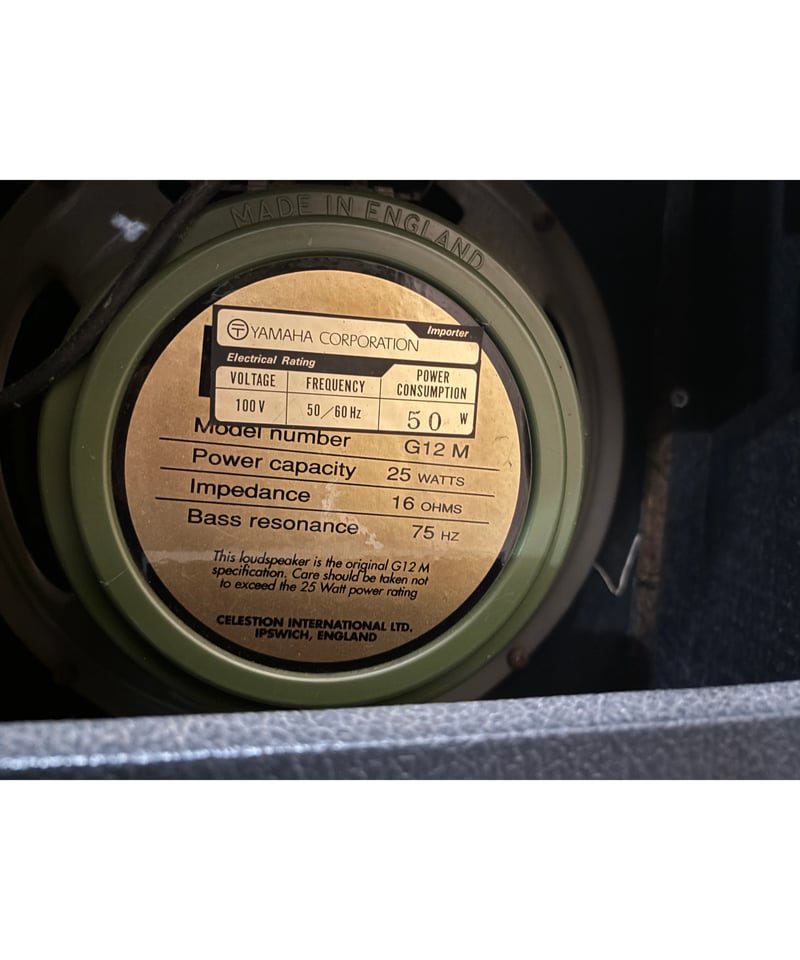 MADE IN ENGLAND
YAMAHA CORPORATION Importer
Electrical Rating
VOLTAGE FREQUENCY POWER CONSUMPTION
100 V 50/60 Hz 50 W
Model number G12 M
Power capacity 25 WATTS
Impedance 16 OHMS
Bass resonance 75 HZ
This loudspeaker is the original G12 M
specification. Care should be taken not
to exceed the 25 Watt power rating
CELESTION INTERNATIONAL LTD.
IPSWICH, ENGLAND